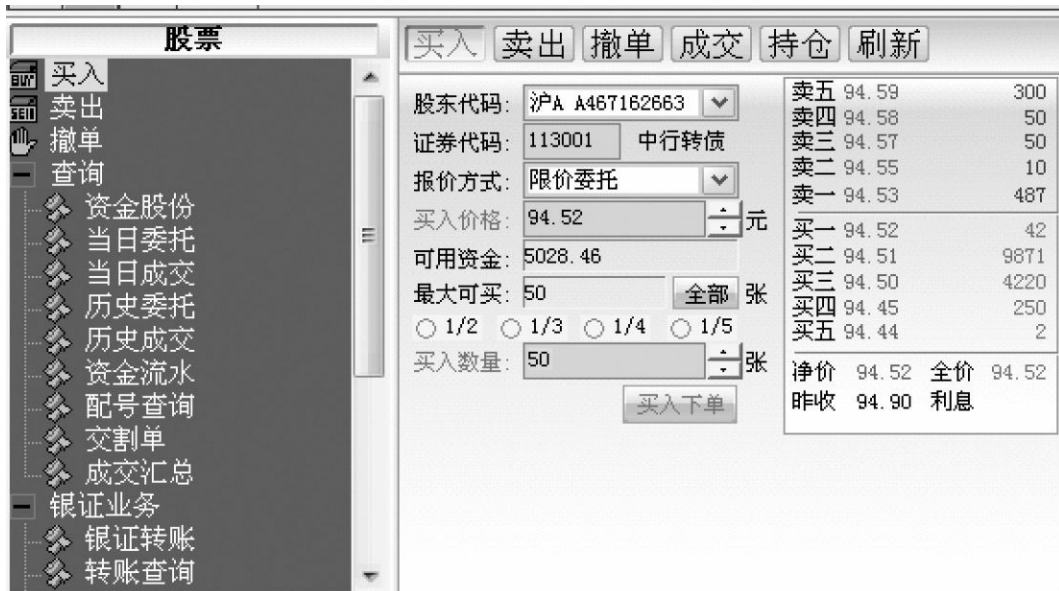 股票
买入
卖出
撤单
查询
资金股份
当日委托
当日成交
历史委托
历史成交
资金流水
配号查询
交割单
成交汇总
银证业务
银证转账
转账查询
买入 卖出 撤单 成交 持仓 刷新
股东代码: 沪A A467162663
证券代码: 113001 中行转债
报价方式: 限价委托
买入价格: 94.52 元
可用资金: 5028.46
最大可买: 50 全部 张
1/2 1/3 1/4 1/5
买入数量: 50 张
买入下单
卖五 94.59 300
卖四 94.58 50
卖三 94.57 50
卖二 94.55 10
卖一 94.53 487
买一 94.52 42
买二 94.51 9871
买三 94.50 4220
买四 94.45 250
买五 94.44 2
净价 94.52 全价 94.52
昨收 94.90 利息